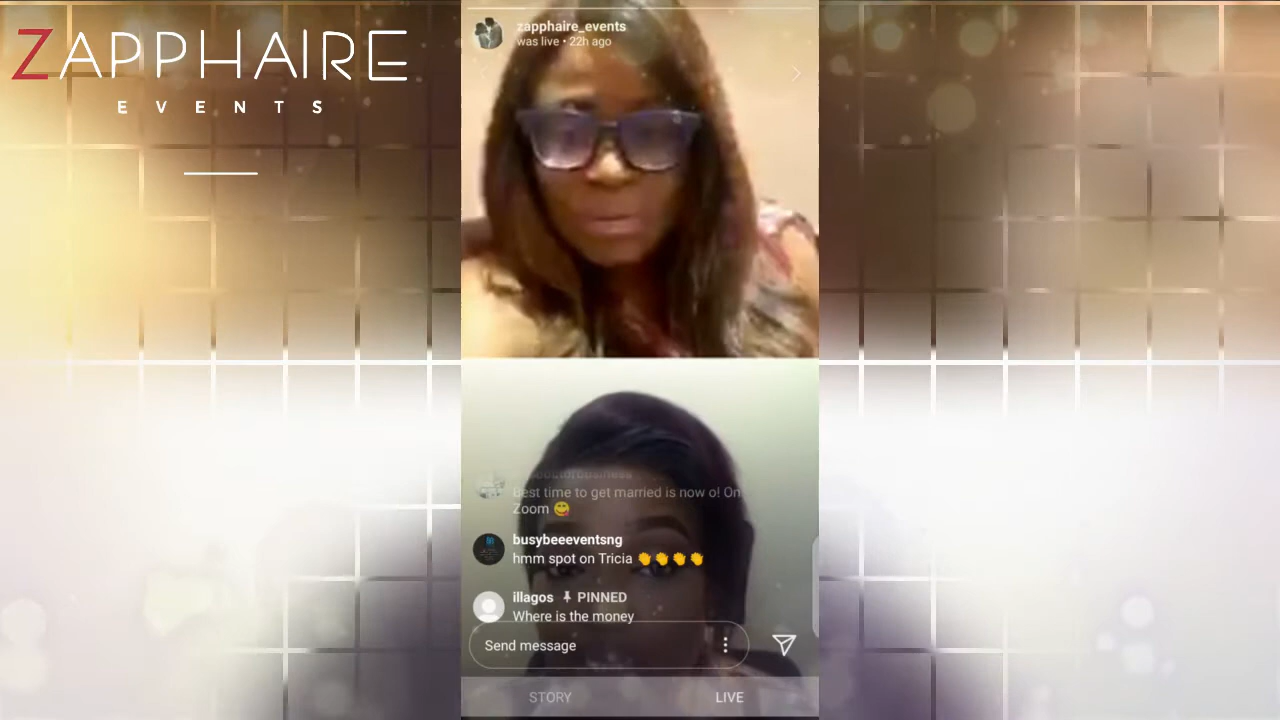 ZAPPHAIRE
EVENTS
zapphaire_events
was live • 22h ago
Best time to get married is now o! On
Zoom 😋
busybeeeventsng
hmm spot on Tricia 👏👏👏👏
illagos PINNED
Where is the money
Send message
STORY LIVE